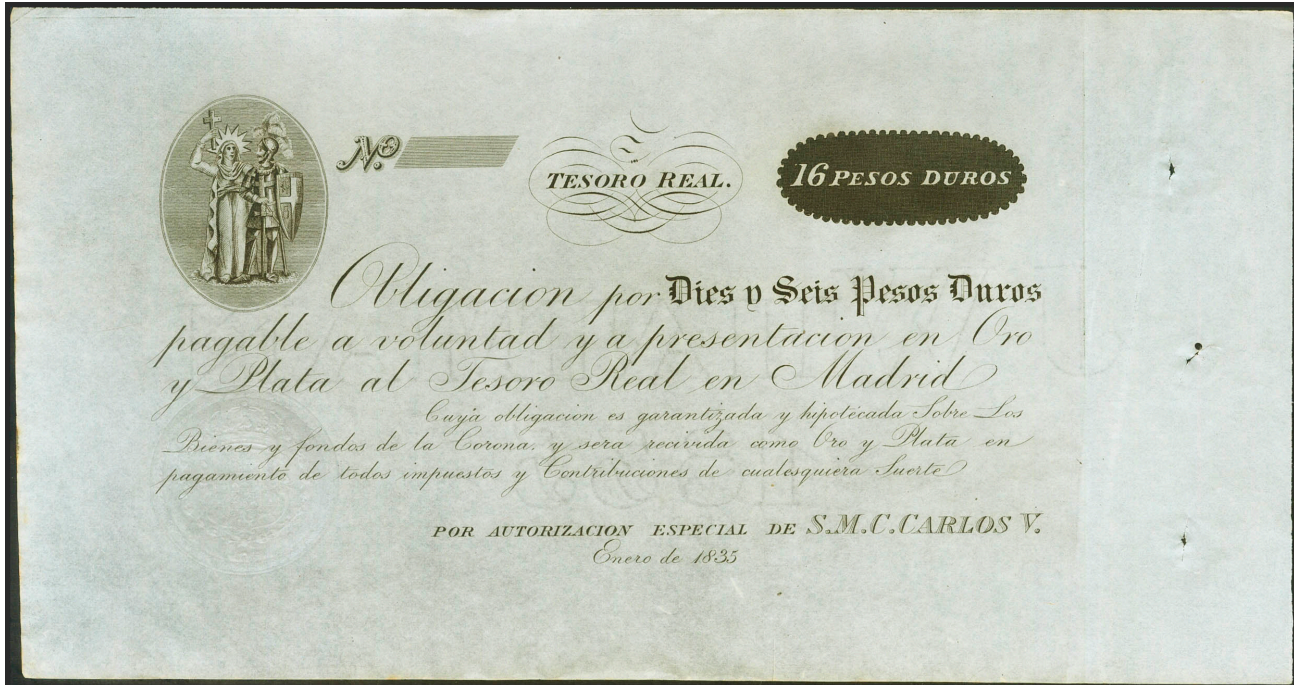 Nº
TESORO REAL.
16 PESOS DUROS
Obligacion por Dies y Seis Pesos Duros
pagable a voluntad y a presentacion en Oro
y Plata al Tesoro Real en Madrid
Cuya obligacion es garantizada y hipotécada Sobre Los
Bienes y fondos de la Corona, y sera recivida como Oro y Plata en
pagamiento de todos impuestos y Contribuciones de cualesquiera Suerte
POR AUTORIZACION ESPECIAL DE S.M.C. CARLOS V.
Enero de 1835